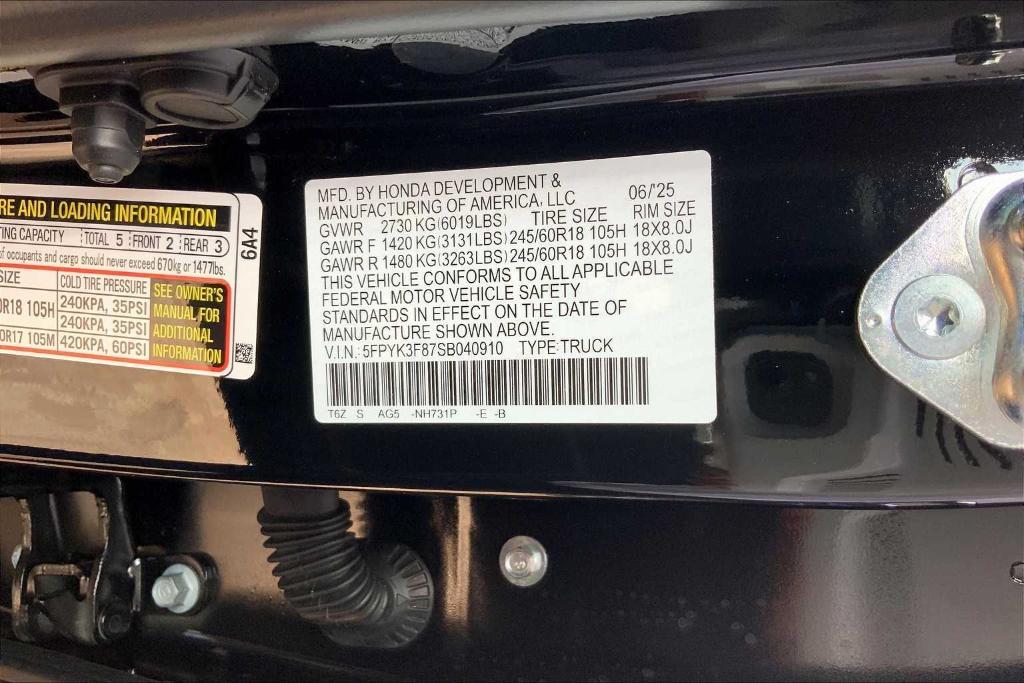 RE AND LOADING INFORMATION
TING CAPACITY TOTAL 5 FRONT 2 REAR 3
of occupants and cargo should never exceed 670kg or 1477lbs.
SIZE COLD TIRE PRESSURE SEE OWNER'S MANUAL FOR ADDITIONAL INFORMATION
0R18 105H 240KPA, 35PSI
240KPA, 35PSI
0R17 105M 420KPA, 60PSI
6A4
MFD. BY HONDA DEVELOPMENT & 06/'25
MANUFACTURING OF AMERICA, LLC
GVWR 2730 KG(6019LBS) TIRE SIZE RIM SIZE
GAWR F 1420 KG(3131LBS) 245/60R18 105H 18X8.0J
GAWR R 1480 KG(3263LBS) 245/60R18 105H 18X8.0J
THIS VEHICLE CONFORMS TO ALL APPLICABLE
FEDERAL MOTOR VEHICLE SAFETY
STANDARDS IN EFFECT ON THE DATE OF
MANUFACTURE SHOWN ABOVE.
V.I.N.: 5FPYK3F87SB040910 TYPE:TRUCK
T6Z S AG5 -NH731P -E -B